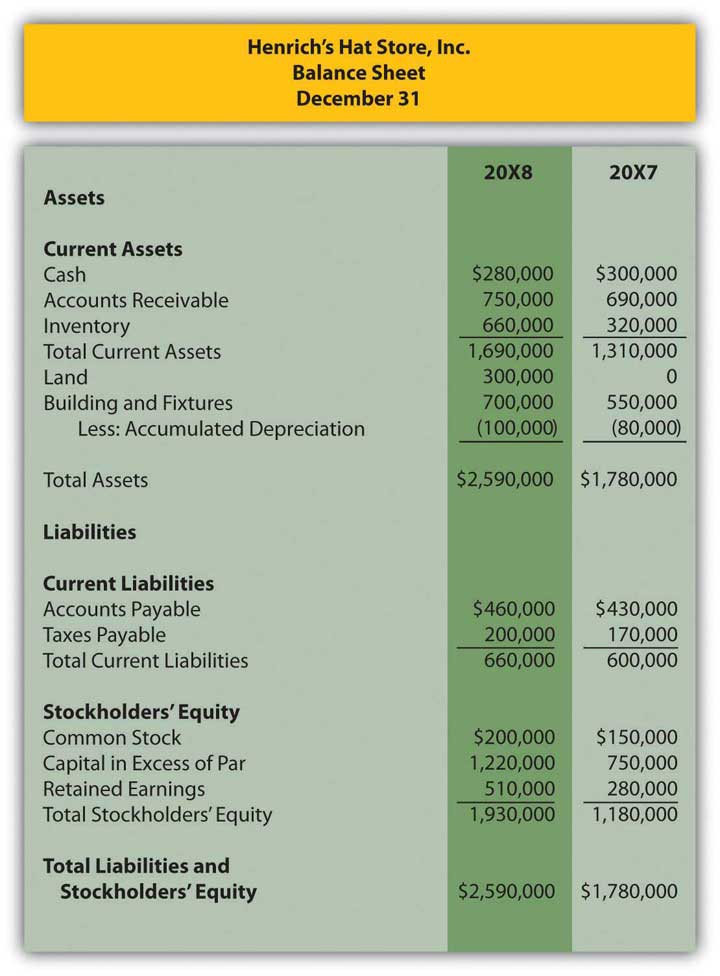 Henrich’s Hat Store, Inc.
Balance Sheet
December 31
20X8 20X7
Assets
Current Assets
Cash $280,000 $300,000
Accounts Receivable 750,000 690,000
Inventory 660,000 320,000
Total Current Assets 1,690,000 1,310,000
Land 300,000 0
Building and Fixtures 700,000 550,000
Less: Accumulated Depreciation (100,000) (80,000)
Total Assets $2,590,000 $1,780,000
Liabilities
Current Liabilities
Accounts Payable $460,000 $430,000
Taxes Payable 200,000 170,000
Total Current Liabilities 660,000 600,000
Stockholders’ Equity
Common Stock $200,000 $150,000
Capital in Excess of Par 1,220,000 750,000
Retained Earnings 510,000 280,000
Total Stockholders’ Equity 1,930,000 1,180,000
Total Liabilities and
Stockholders’ Equity $2,590,000 $1,780,000